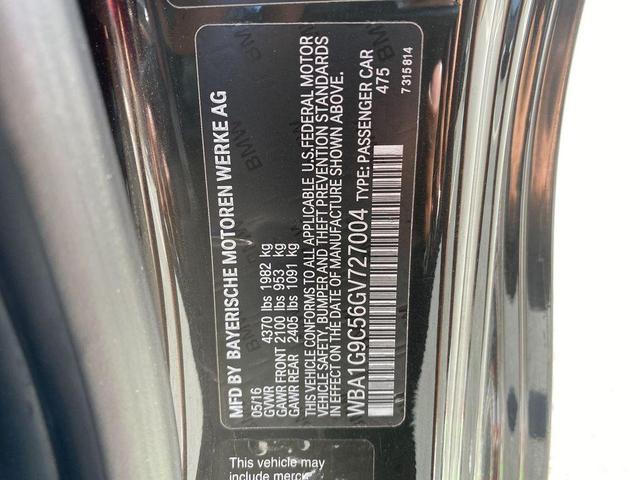 MFD BY BAYERISCHE MOTOREN WERKE AG
05/16
GVWR 4370 lbs 1982 kg
GAWR FRONT 2100 lbs 953 kg
GAWR REAR 2405 lbs 1091 kg
THIS VEHICLE CONFORMS TO ALL APPLICABLE U.S.FEDERAL MOTOR
VEHICLE SAFETY, BUMPER AND THEFT PREVENTION STANDARDS
IN EFFECT ON DATE OF MANUFACTURE SHOWN ABOVE.
WBA1G9C56GV727004 TYPE: PASSENGER CAR
475
7 315 814
This vehicle may
include mercu